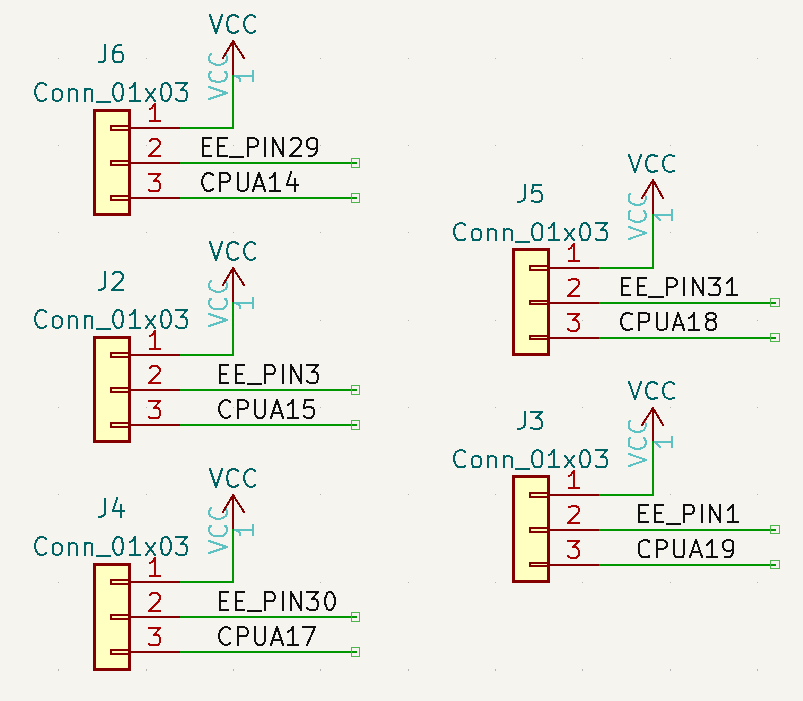 VCC
J6
Conn_01x03
VCC
1
1
2
EE_PIN29
3
CPUA14
VCC
J2
Conn_01x03
VCC
1
1
2
EE_PIN3
3
CPUA15
VCC
J4
Conn_01x03
VCC
1
1
2
EE_PIN30
3
CPUA17
VCC
J5
Conn_01x03
VCC
1
1
2
EE_PIN31
3
CPUA18
VCC
J3
Conn_01x03
VCC
1
1
2
EE_PIN1
3
CPUA19